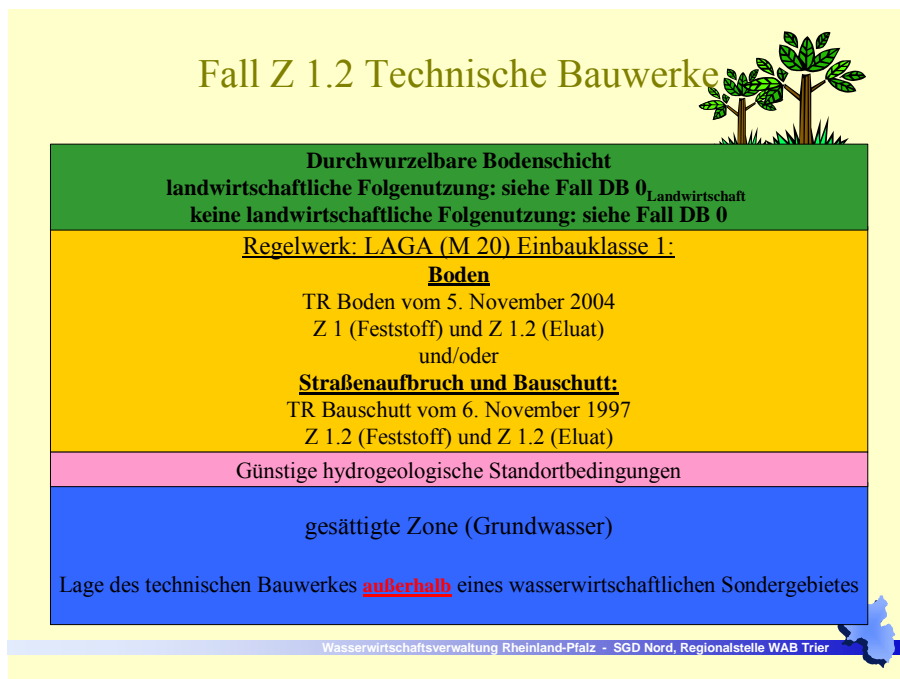 Fall Z 1.2 Technische Bauwerke
Durchwurzelbare Bodenschicht
landwirtschaftliche Folgenutzung: siehe Fall DB 0Landwirtschaft
keine landwirtschaftliche Folgenutzung: siehe Fall DB 0
Regelwerk: LAGA (M 20) Einbauklasse 1:
Boden
TR Boden vom 5. November 2004
Z 1 (Feststoff) und Z 1.2 (Eluat)
und/oder
Straßenaufbruch und Bauschutt:
TR Bauschutt vom 6. November 1997
Z 1.2 (Feststoff) und Z 1.2 (Eluat)
Günstige hydrogeologische Standortbedingungen
gesättigte Zone (Grundwasser)
Lage des technischen Bauwerkes außerhalb eines wasserwirtschaftlichen Sondergebietes
Wasserwirtschaftsverwaltung Rheinland-Pfalz - SGD Nord, Regionalstelle WAB Trier